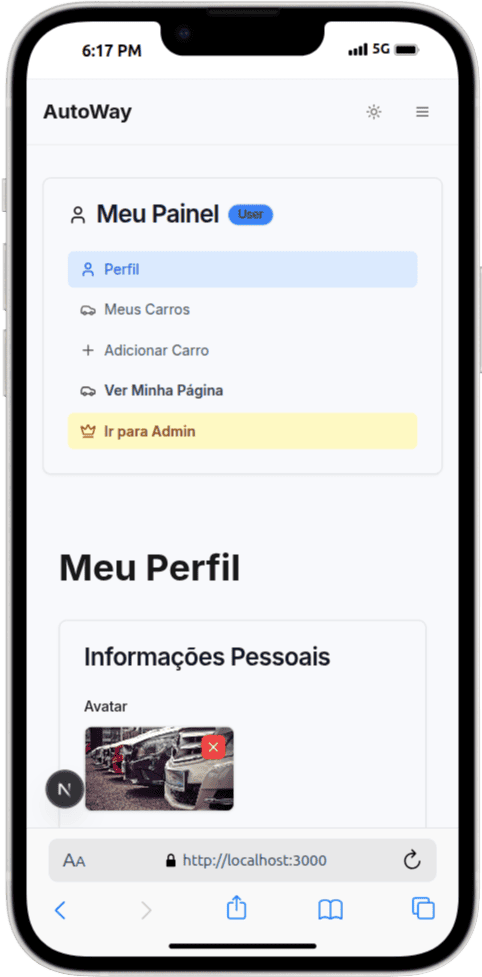 6:17 PM 5G
AutoWay
Meu Painel User
Perfil
Meus Carros
Adicionar Carro
Ver Minha Página
Ir para Admin
Meu Perfil
Informações Pessoais
Avatar
N
AA http://localhost:3000